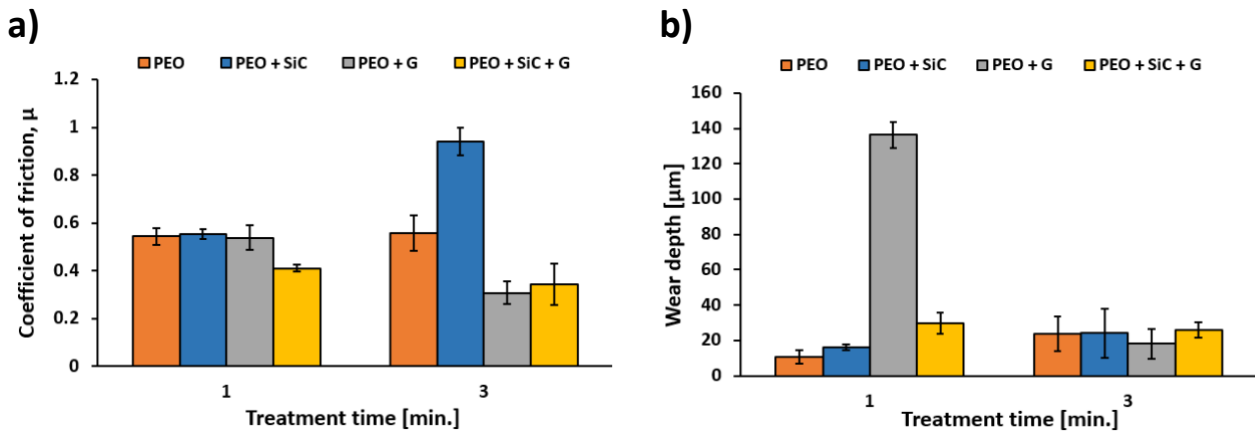 a)
PEO PEO + SiC PEO + G PEO + SiC + G
1.2
1
0.8
0.6
0.4
0.2
0
Coefficient of friction, μ
1 3
Treatment time [min.]
b)
PEO PEO + SiC PEO + G PEO + SiC + G
160
140
120
100
80
60
40
20
0
Wear depth [μm]
1 3
Treatment time [min.]